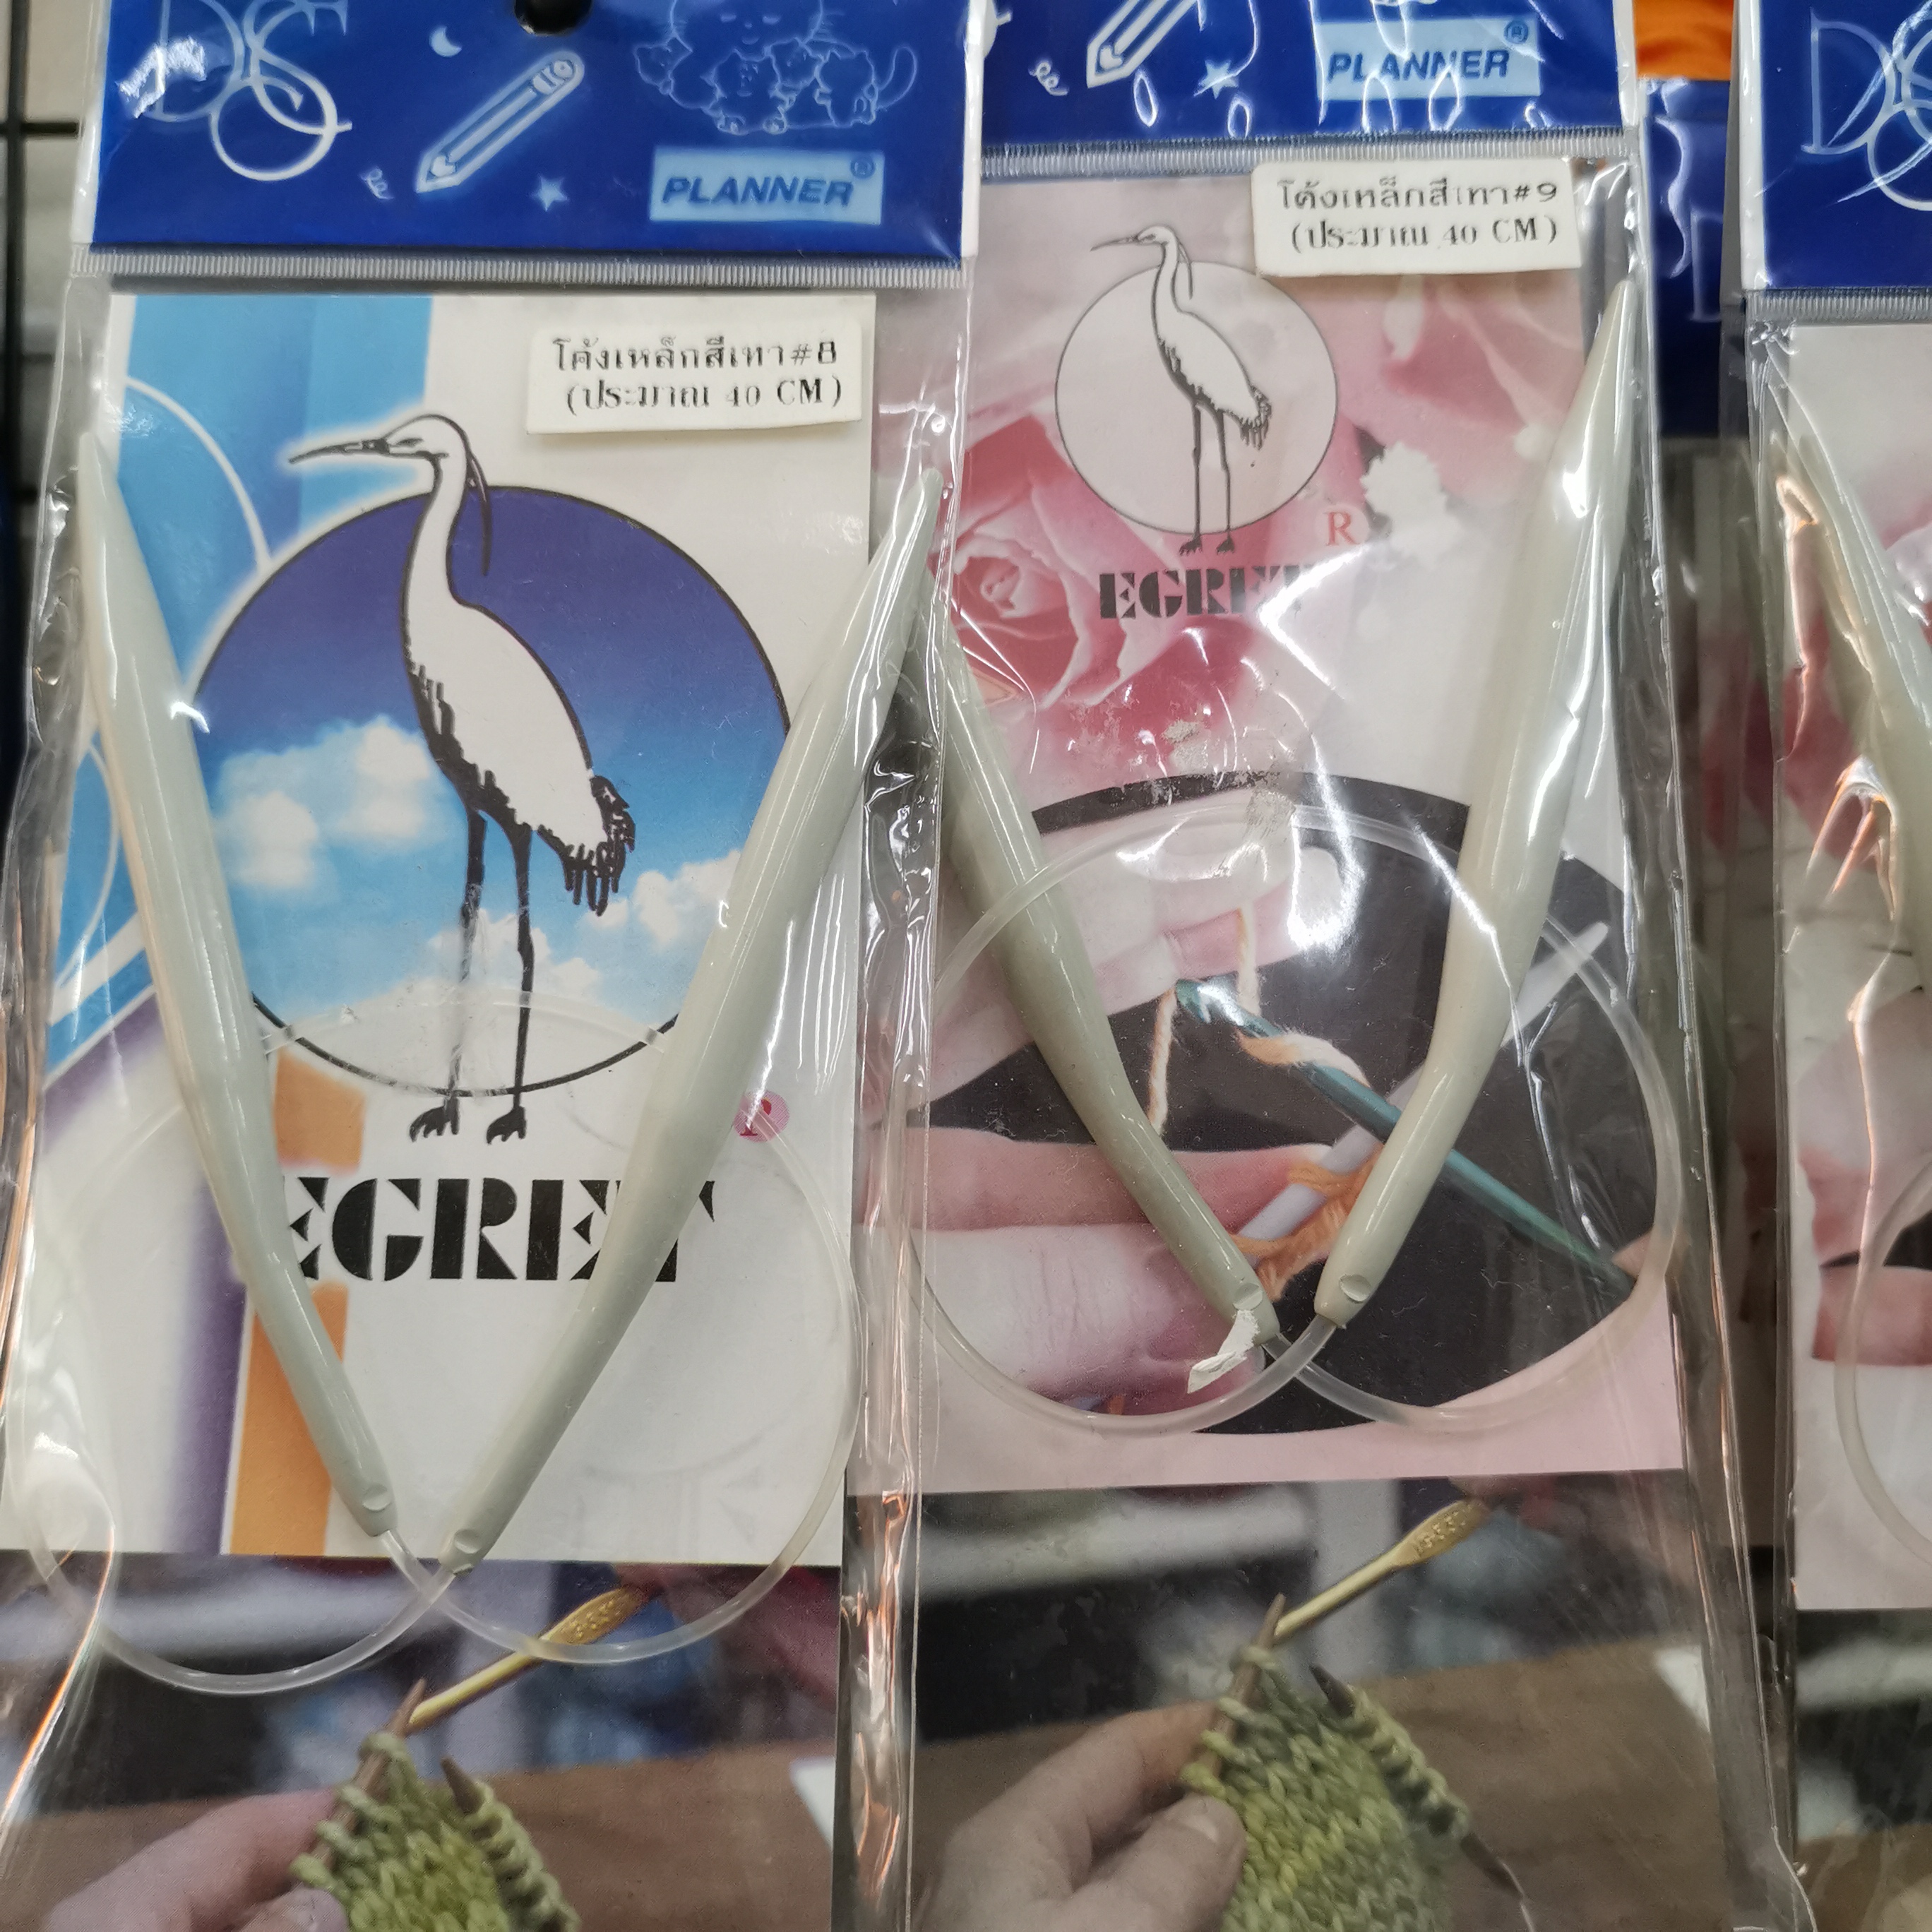 DS
PLANNER®
โค้งเหล็กสีเทา#8
(ประมาณ 40 CM)
EGRET
PLANNER®
โค้งเหล็กสีเทา#9
(ประมาณ 40 CM)
R
EGRET
DS